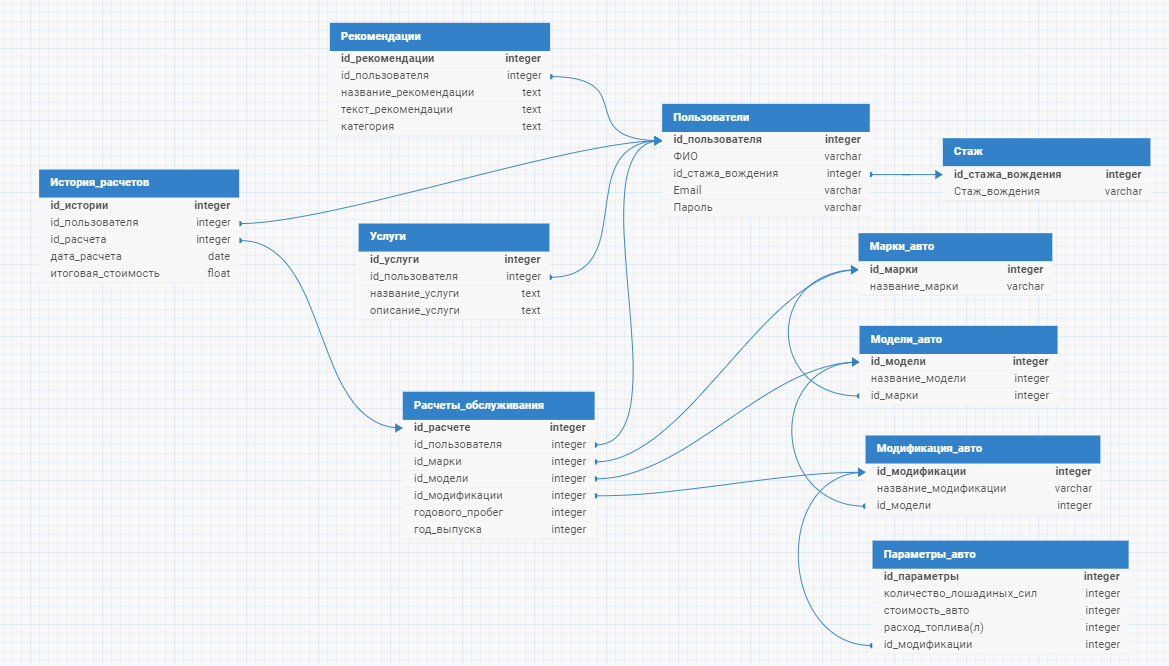 Рекомендации
id_рекомендации integer
id_пользователя integer
название_рекомендации text
текст_рекомендации text
категория text
Пользователи
id_пользователя integer
ФИО varchar
id_стажа_вождения integer
Email varchar
Пароль varchar
Стаж
id_стажа_вождения integer
Стаж_вождения varchar
История_расчетов
id_истории integer
id_пользователя integer
id_расчета integer
дата_расчета date
итоговая_стоимость float
Услуги
id_услуги integer
id_пользователя integer
название_услуги text
описание_услуги text
Марки_авто
id_марки integer
название_марки varchar
Модели_авто
id_модели integer
название_модели integer
id_марки integer
Расчеты_обслуживания
id_расчете integer
id_пользователя integer
id_марки integer
id_модели integer
id_модификации integer
годового_пробег integer
год_выпуска integer
Модификация_авто
id_модификации integer
название_модификации varchar
id_модели integer
Параметры_авто
id_параметры integer
количество_лошадиных_сил integer
стоимость_авто integer
расход_топлива(л) integer
id_модификации integer